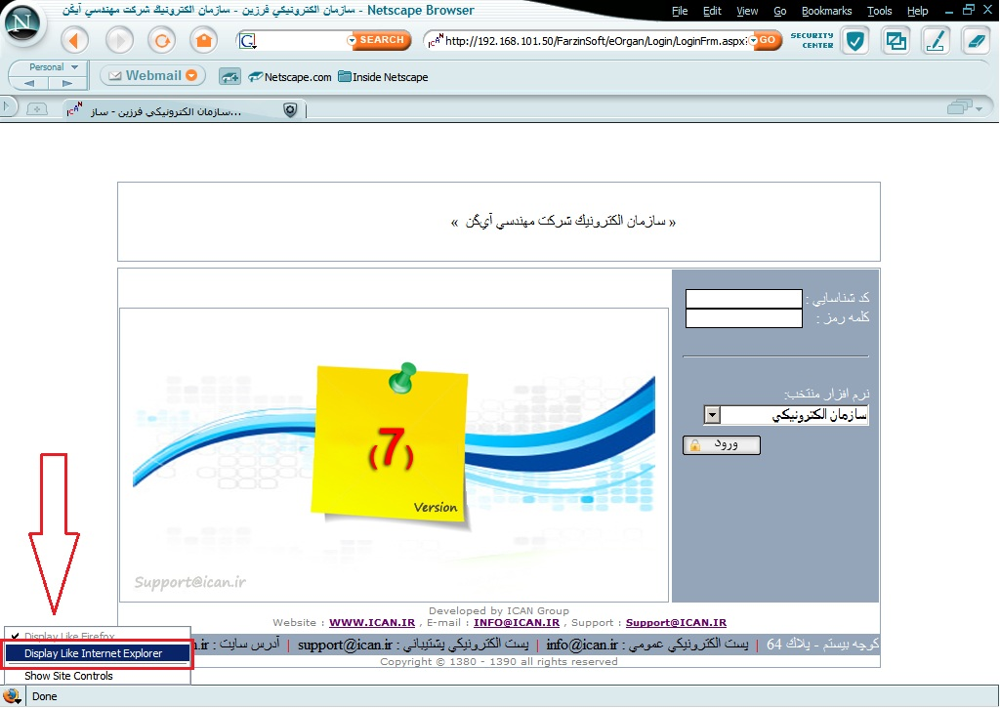 سازمان الكترونيكي فرزين - سازمان الكترونيك شركت مهندسي آيكن - Netscape Browser
File Edit View Go Bookmarks Tools Help
SEARCH
ICAN http://192.168.101.50/FarzinSoft/eOrgan/Login/LoginFrm.aspx? GO
SECURITY CENTER
Personal
Webmail Netscape.com Inside Netscape
ICAN سازمان الكترونيكي فرزين - ساز...
« سازمان الكترونيك شركت مهندسي آي‌كن »
كد شناسايي :
كلمه رمز :
نرم افزار منتخب:
سازمان الكترونيكي
ورود
(7)
Version
Support@ican.ir
Developed by ICAN Group
Website : WWW.ICAN.IR , E-mail : INFO@ICAN.IR , Support : Support@ICAN.IR
كوچه بيستم - پلاك 64 | پست الكترونيكي عمومي : info@ican.ir | پست الكترونيكي پشتيباني : support@ican.ir | آدرس سايت :
Copyright © 1380 - 1390 all rights reserved
Display Like Firefox
Display Like Internet Explorer
Show Site Controls
Done